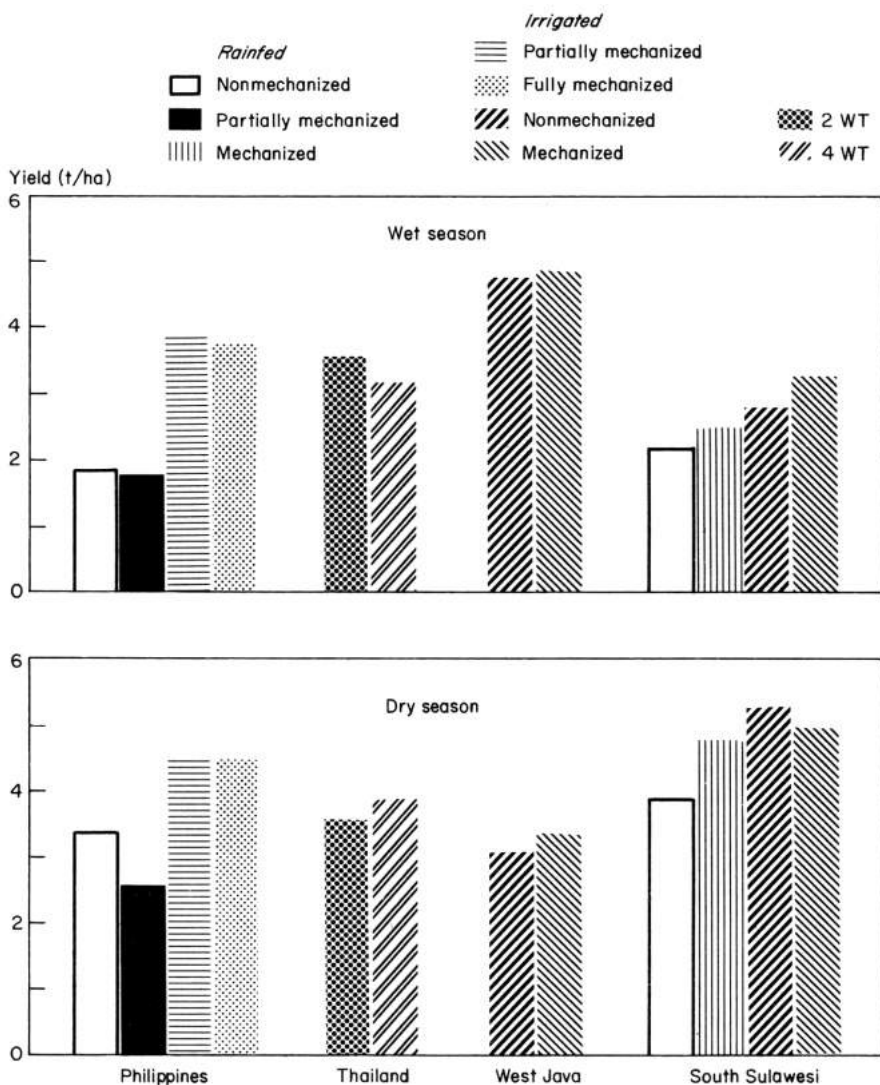 Rainfed
Nonmechanized
Partially mechanized
Mechanized
Irrigated
Partially mechanized
Fully mechanized
Nonmechanized
Mechanized
2 WT
4 WT
Yield (t/ha)
6
Wet season
4
2
0
6
Dry season
4
2
0
Philippines Thailand West Java South Sulawesi